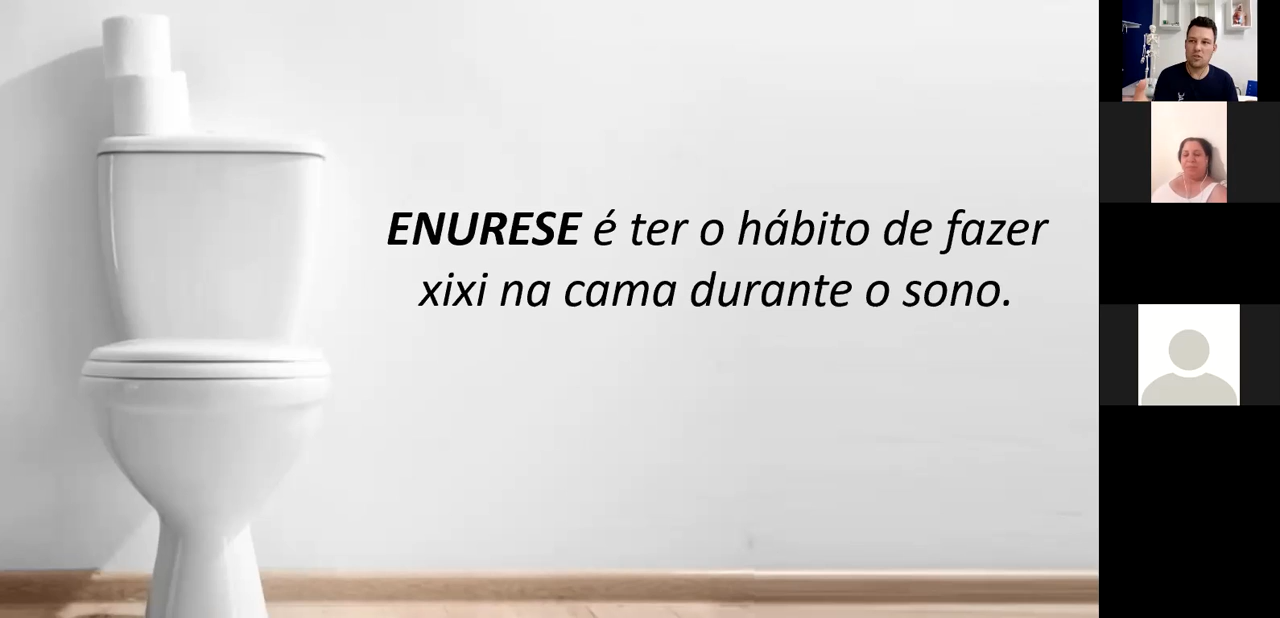 ENURESE é ter o hábito de fazer
xixi na cama durante o sono.